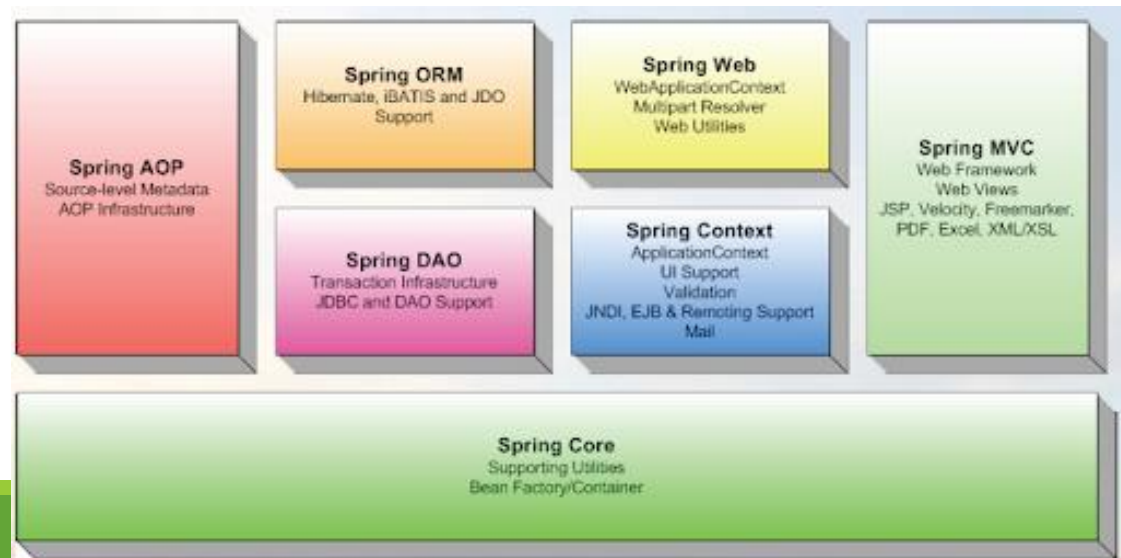 Spring AOP
Source-level Metadata
AOP Infrastructure
Spring ORM
Hibernate, iBATIS and JDO
Support
Spring DAO
Transaction Infrastructure
JDBC and DAO Support
Spring Web
WebApplicationContext
Multipart Resolver
Web Utilities
Spring Context
ApplicationContext
UI Support
Validation
JNDI, EJB & Remoting Support
Mail
Spring MVC
Web Framework
Web Views
JSP, Velocity, Freemarker,
PDF, Excel, XML/XSL
Spring Core
Supporting Utilities
Bean Factory/Container